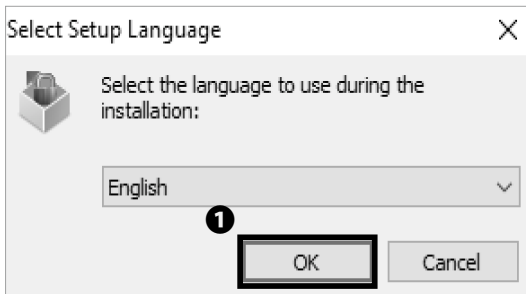 Select Setup Language
Select the language to use during the
installation:
English
1
OK
Cancel